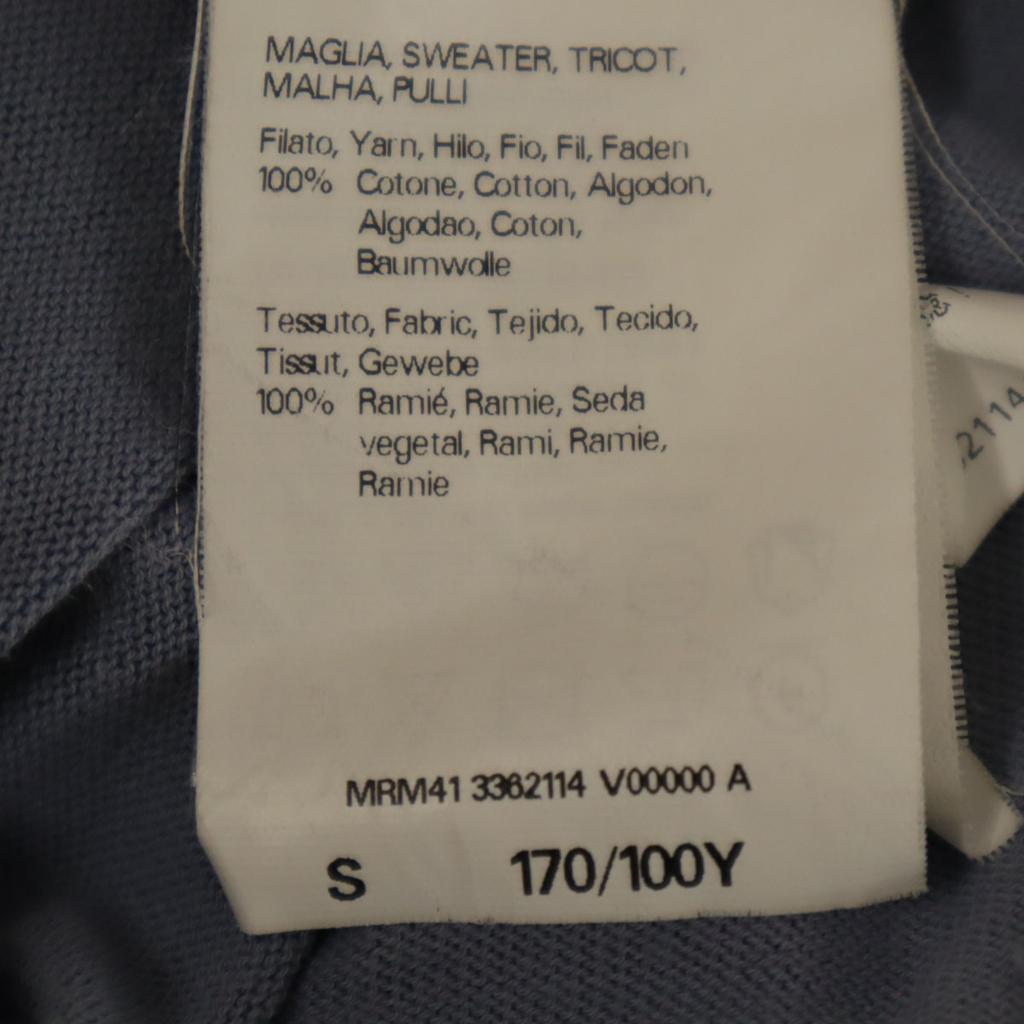 MAGLIA, SWEATER, TRICOT,
MALHA, PULLI
Filato, Yarn, Hilo, Fio, Fil, Faden
100% Cotone, Cotton, Algodon,
Algodao, Coton,
Baumwolle
Tessuto, Fabric, Tejido, Tecido,
Tissut, Gewebe
100% Ramié, Ramie, Seda
vegetal, Rami, Ramie,
Ramie
MRM41 3362114 V00000 A
S 170/100Y
2114